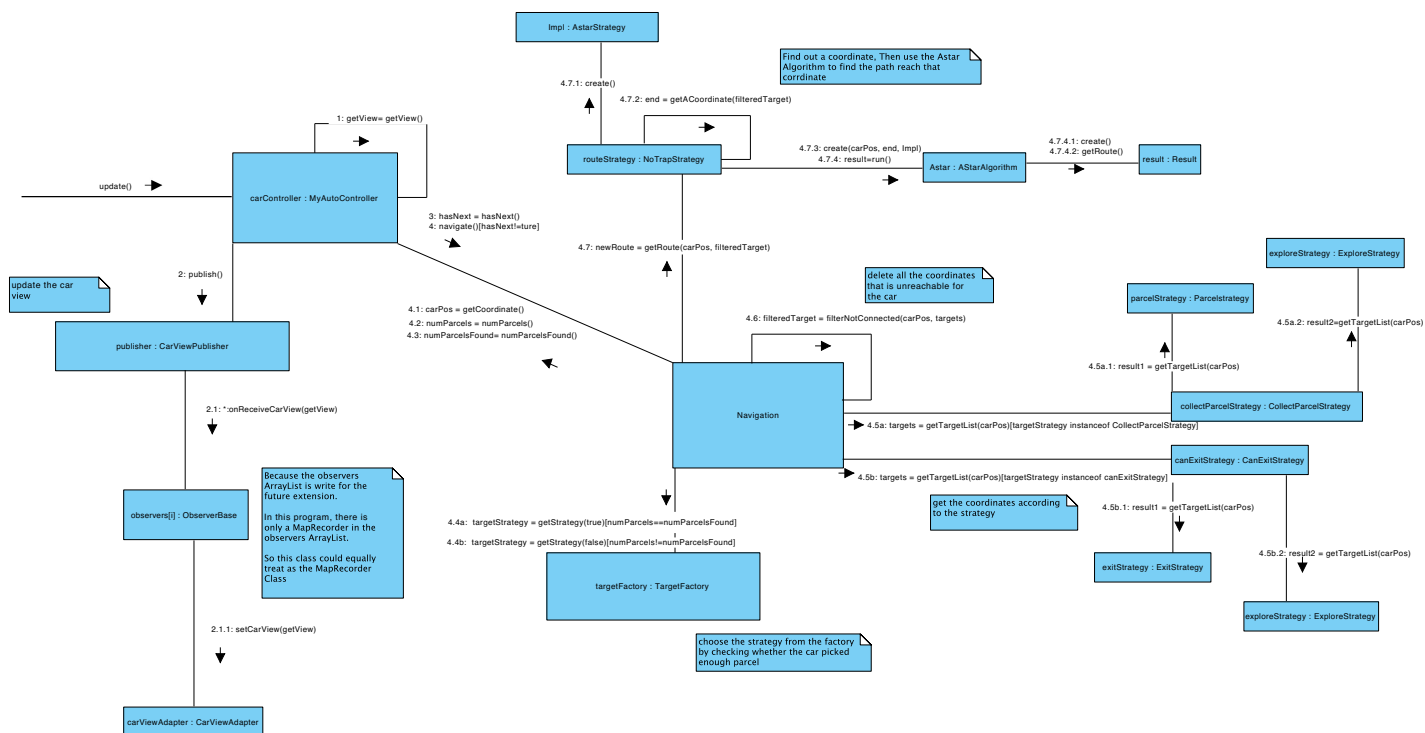 Impl : AstarStrategy
Find out a coordinate, Then use the Astar
Algorithm to find the path reach that
corrdinate
4.7.1: create()
4.7.2: end = getACoordinate(filteredTarget)
1: getView= getView()
routeStrategy : NoTrapStrategy
4.7.3: create(carPos, end, Impl)
4.7.4: result=run()
Astar : AStarAlgorithm
4.7.4.1: create()
4.7.4.2: getRoute()
result : Result
update()
carController : MyAutoController
3: hasNext = hasNext()
4: navigate()[hasNext!=ture]
4.7: newRoute = getRoute(carPos, filteredTarget)
exploreStrategy : ExploreStrategy
2: publish()
update the car
view
delete all the coordinates
that is unreachable for
the car
parcelStrategy : Parcelstrategy
4.1: carPos = getCoordinate()
4.2: numParcels = numParcels()
4.3: numParcelsFound= numParcelsFound()
4.6: filteredTarget = filterNotConnected(carPos, targets)
4.5a.2: result2=getTargetList(carPos)
publisher : CarViewPublisher
4.5a.1: result1 = getTargetList(carPos)
2.1: *:onReceiveCarView(getView)
Navigation
collectParcelStrategy : CollectParcelStrategy
4.5a: targets = getTargetList(carPos)[targetStrategy instanceof CollectParcelStrategy]
canExitStrategy : CanExitStrategy
4.5b: targets = getTargetList(carPos)[targetStrategy instanceof canExitStrategy]
Because the observers
ArrayList is write for the
future extension.
In this program, there is
only a MapRecorder in the
observers ArrayList.
So this class could equally
treat as the MapRecorder
Class
observers[i] : ObserverBase
get the coordinates according
to the strategy
4.5b.1: result1 = getTargetList(carPos)
4.4a: targetStrategy = getStrategy(true)[numParcels==numParcelsFound]
4.4b: targetStrategy = getStrategy(false)[numParcels!=numParcelsFound]
4.5b.2: result2 = getTargetList(carPos)
exitStrategy : ExitStrategy
targetFactory : TargetFactory
exploreStrategy : ExploreStrategy
2.1.1: setCarView(getView)
choose the strategy from the factory
by checking whether the car picked
enough parcel
carViewAdapter : CarViewAdapter